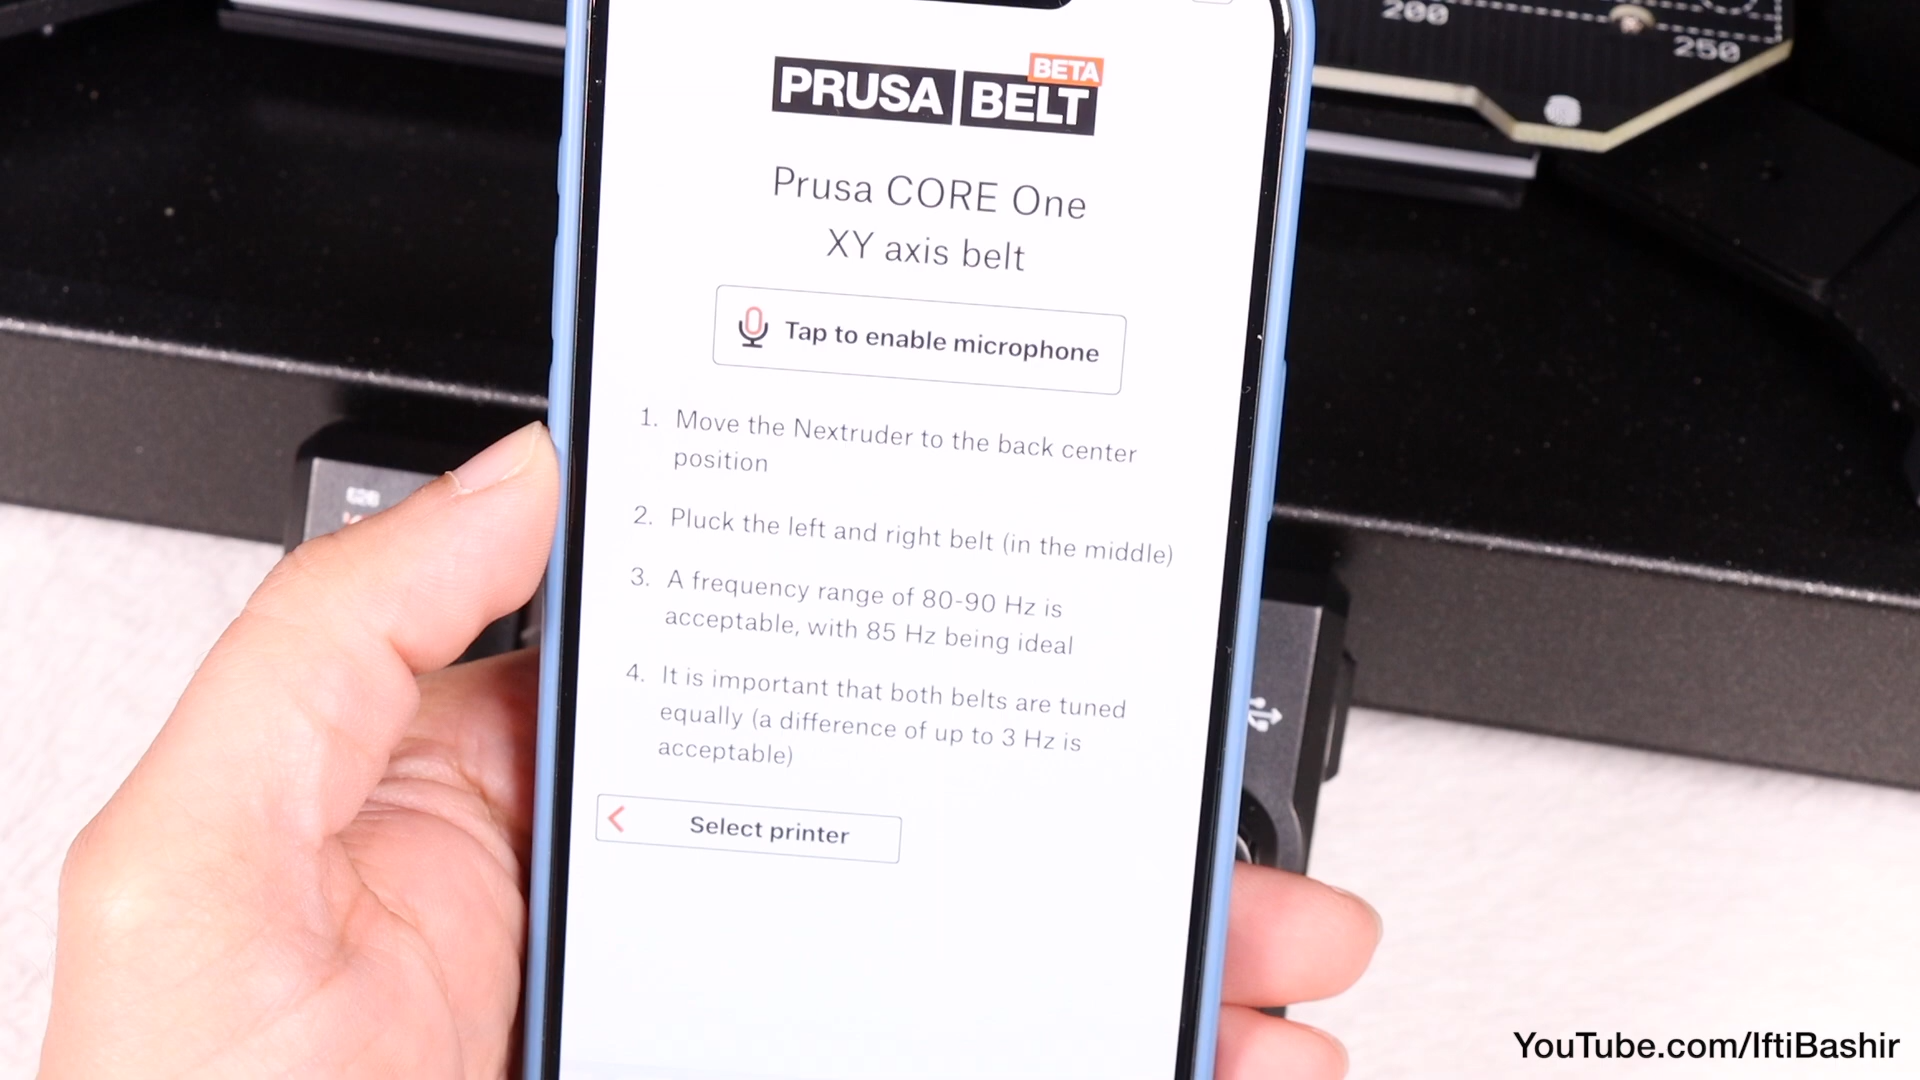 200
250
BETA
PRUSA BELT
Prusa CORE One
XY axis belt
Tap to enable microphone
1. Move the Nextruder to the back center
position
2. Pluck the left and right belt (in the middle)
3. A frequency range of 80-90 Hz is
acceptable, with 85 Hz being ideal
4. It is important that both belts are tuned
equally (a difference of up to 3 Hz is
acceptable)
Select printer
YouTube.com/IftiBashir